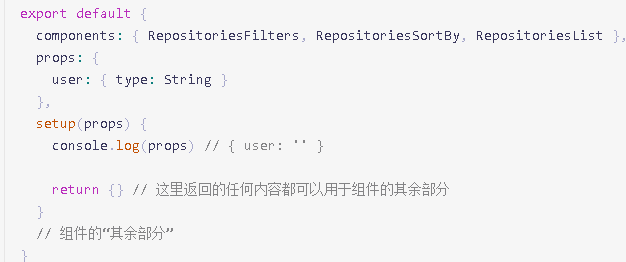 export default {
  components: { RepositoriesFilters, RepositoriesSortBy, RepositoriesList },
  props: {
    user: { type: String }
  },
  setup(props) {
    console.log(props) // { user: '' }

    return {} // 这里返回的任何内容都可以用于组件的其余部分
  }
  // 组件的“其余部分”
}